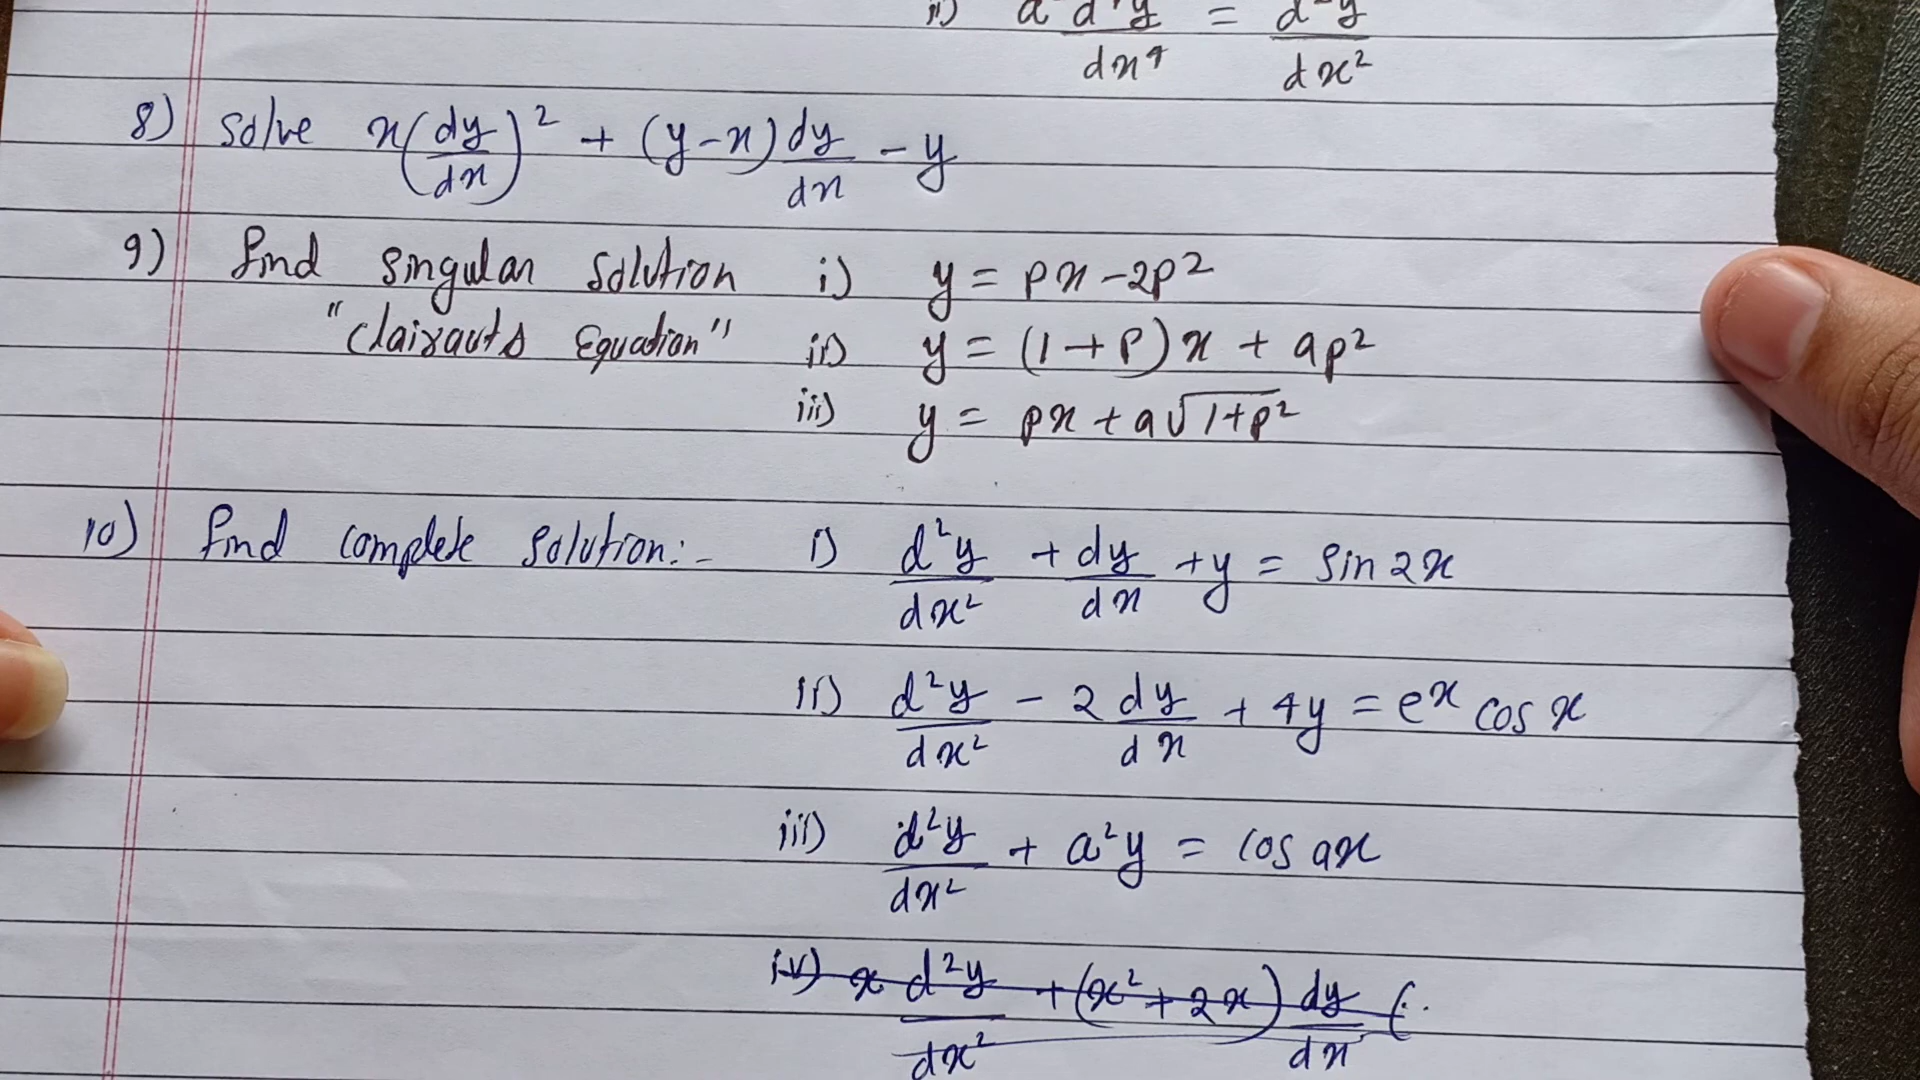 ii) a² d⁴y/dx⁴ = d²y/dx²
8) Solve x(dy/dx)² + (y-x) dy/dx - y
9) find singular solution i) y = px - 2p²
"Clairauts Equation" ii) y = (1+P)x + ap²
iii) y = px + a√1+p²
10) find complete solution:- i) d²y/dx² + dy/dx + y = sin 2x
ii) d²y/dx² - 2 dy/dx + 4y = eˣ cos x
iii) d²y/dx² + a²y = cos ax
iv) x d²y/dx² + (x² + 2x) dy/dx (.